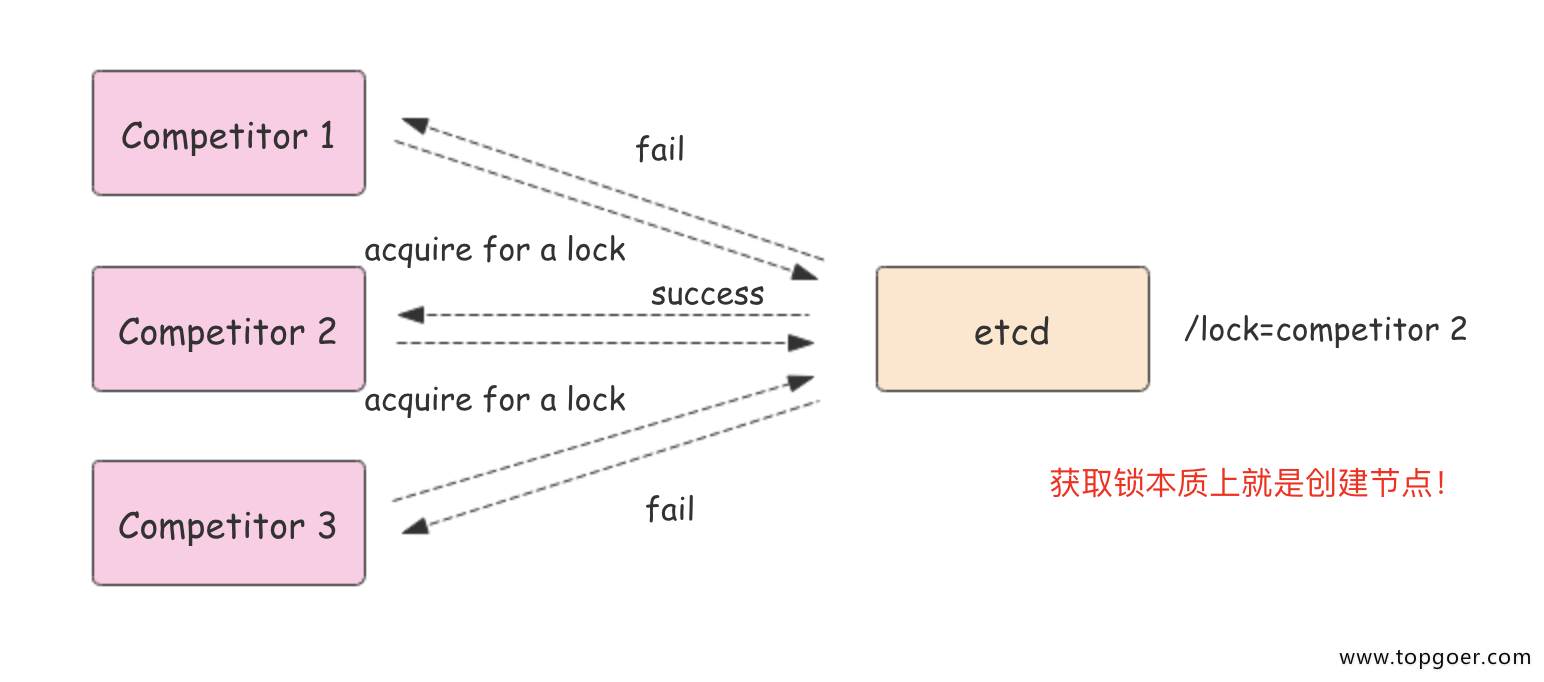 Competitor 1
fail
acquire for a lock
success
Competitor 2
etcd
/lock=competitor 2
acquire for a lock
获取锁本质上就是创建节点！
Competitor 3
fail
www.topgoer.com